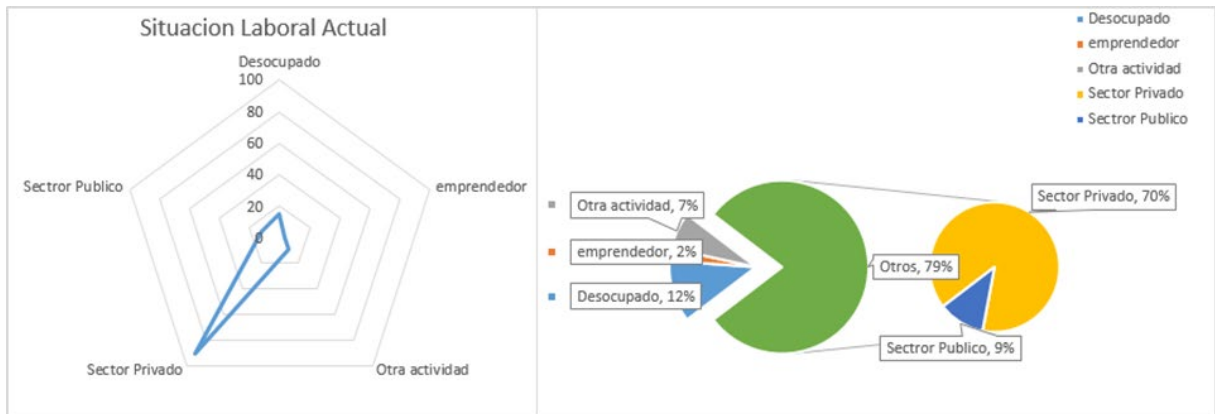 Situacion Laboral Actual
Desocupado
100
80
60
40
20
0
emprendedor
Otra actividad
Sector Privado
Sectror Publico
Desocupado
emprendedor
Otra actividad
Sector Privado
Sectror Publico
Otra actividad, 7%
emprendedor, 2%
Desocupado, 12%
Otros, 79%
Sector Privado, 70%
Sectror Publico, 9%